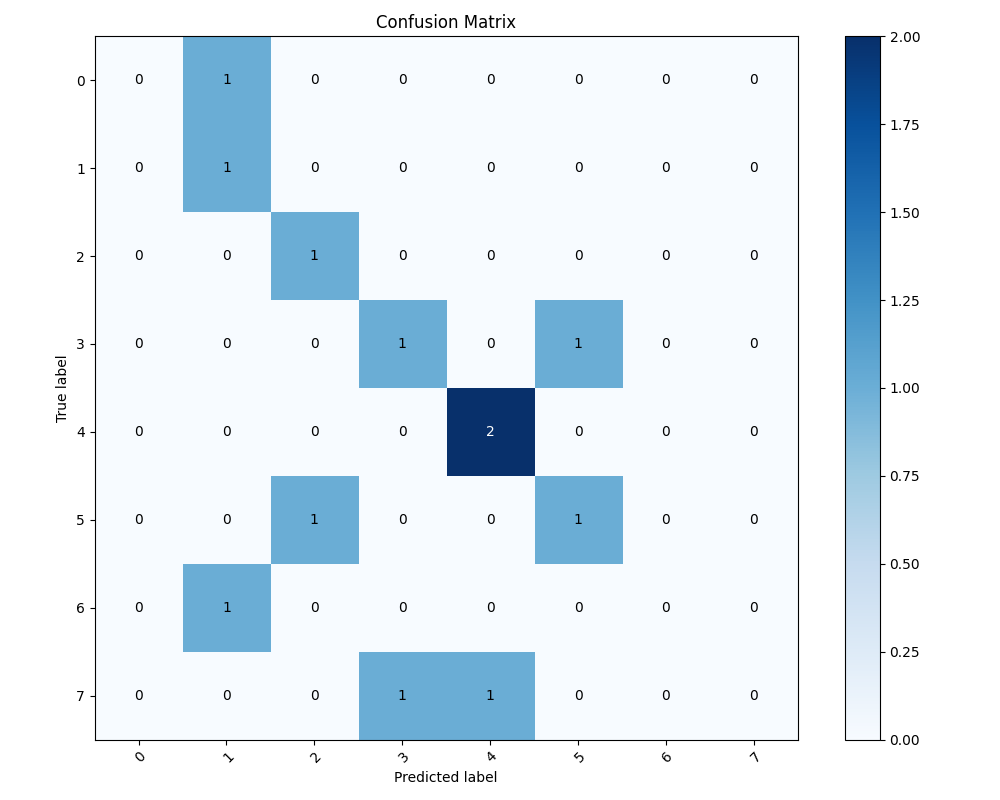 Confusion Matrix
0 0 1 0 0 0 0 0 0
1 0 1 0 0 0 0 0 0
2 0 0 1 0 0 0 0 0
3 0 0 0 1 0 1 0 0
4 0 0 0 0 2 0 0 0
5 0 0 1 0 0 1 0 0
6 0 1 0 0 0 0 0 0
7 0 0 0 1 1 0 0 0
True label
0 1 2 3 4 5 6 7
Predicted label
2.00
1.75
1.50
1.25
1.00
0.75
0.50
0.25
0.00